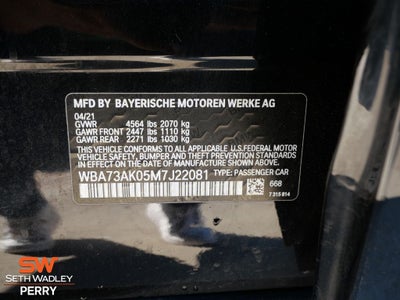 MFD BY BAYERISCHE MOTOREN WERKE AG
04/21
GVWR 4564 lbs 2070 kg
GAWR FRONT 2447 lbs 1110 kg
GAWR REAR 2271 lbs 1030 kg
THIS VEHICLE CONFORMS TO ALL APPLICABLE U.S.FEDERAL MOTOR
VEHICLE SAFETY, BUMPER AND THEFT PREVENTION STANDARDS IN
EFFECT ON THE DATE OF MANUFACTURE SHOWN ABOVE.
WBA73AK05M7J22081 TYPE: PASSENGER CAR
668
7 315 814
SW
SETH WADLEY
PERRY